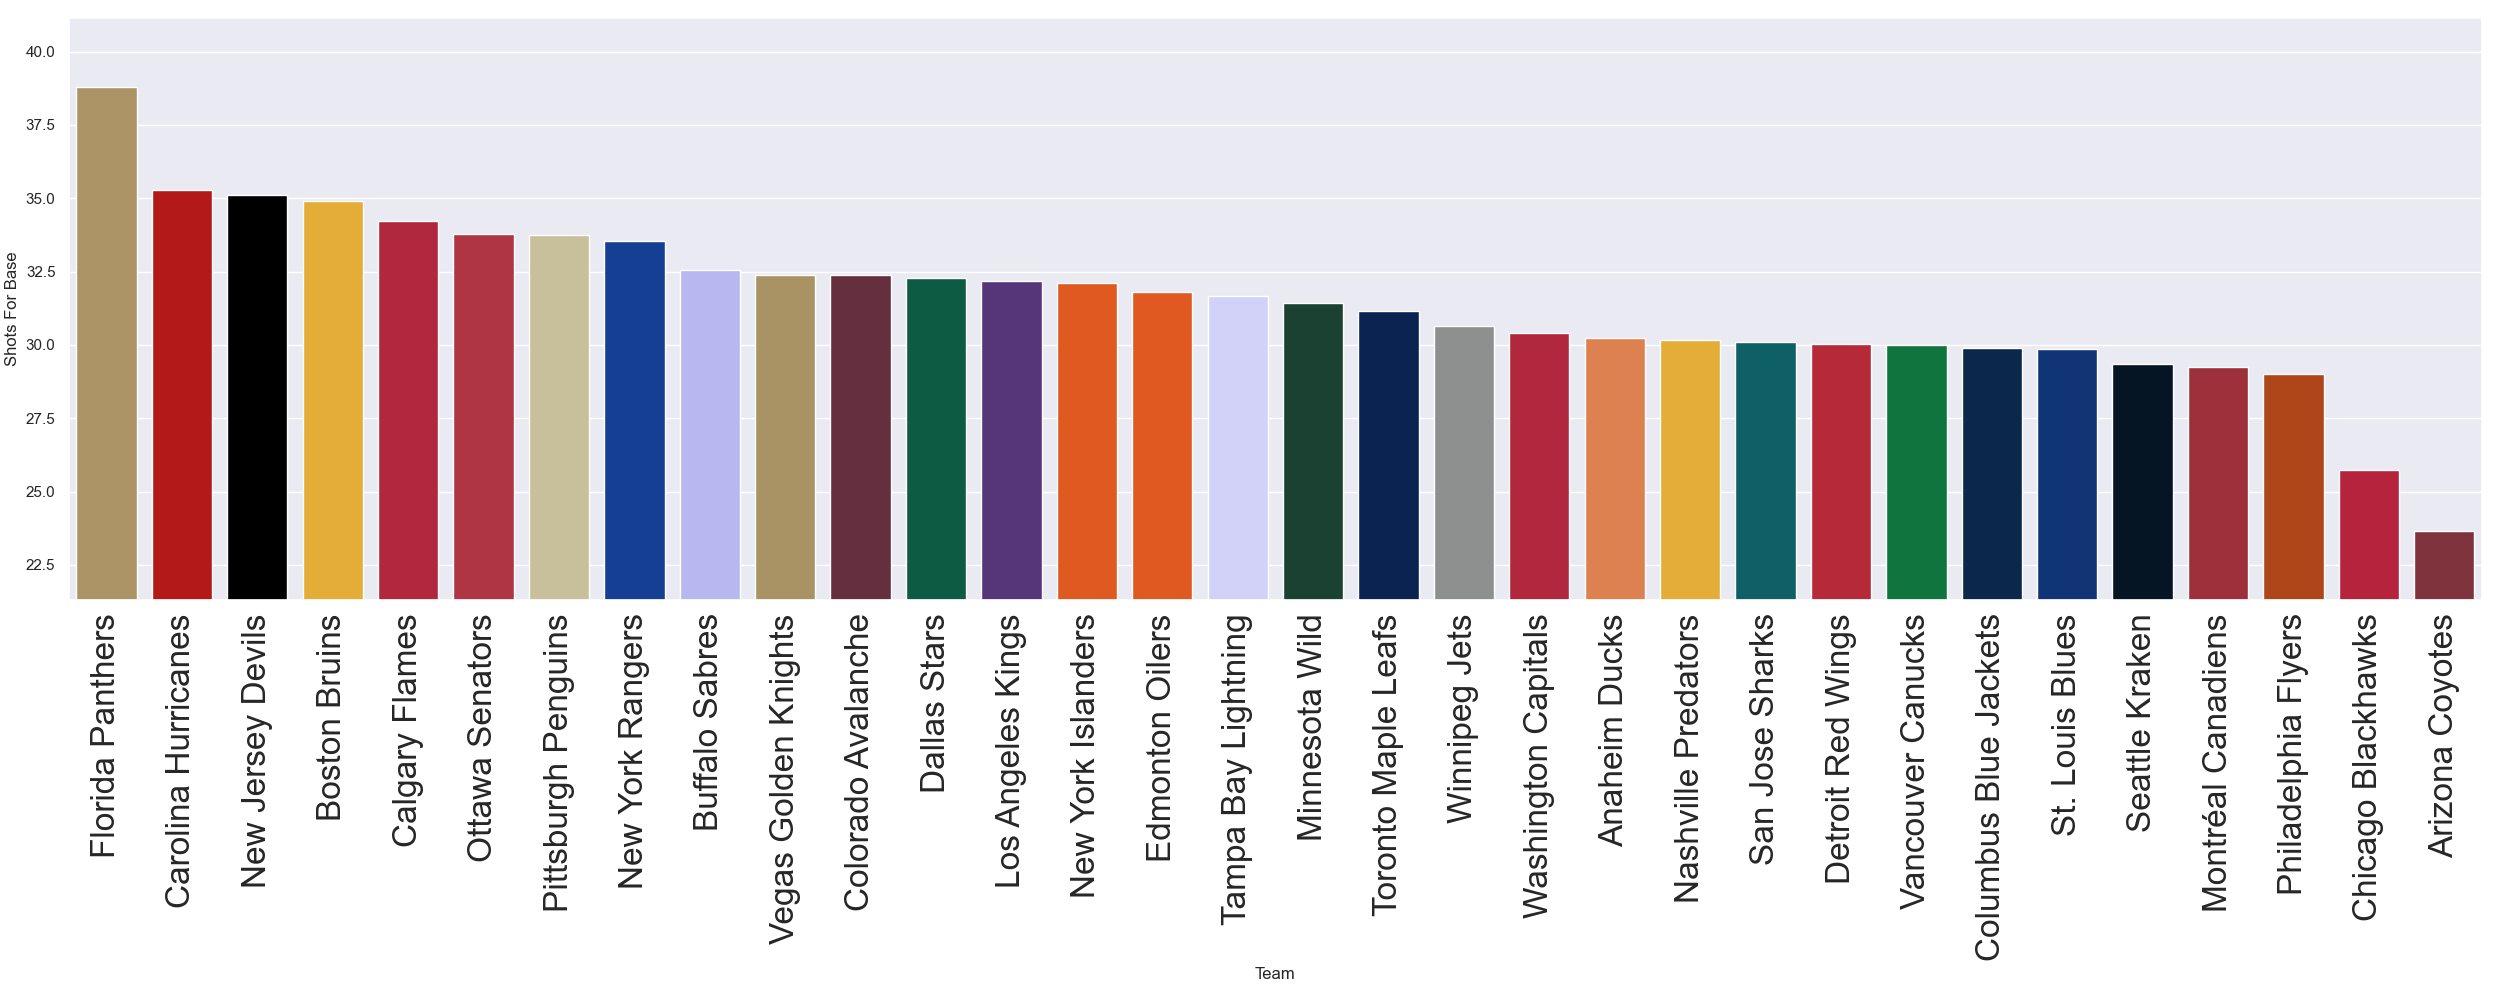 40.0
37.5
35.0
32.5
30.0
27.5
25.0
22.5
Shots For Base
Florida Panthers
Carolina Hurricanes
New Jersey Devils
Boston Bruins
Calgary Flames
Ottawa Senators
Pittsburgh Penguins
New York Rangers
Buffalo Sabres
Vegas Golden Knights
Colorado Avalanche
Dallas Stars
Los Angeles Kings
New York Islanders
Edmonton Oilers
Tampa Bay Lightning
Minnesota Wild
Toronto Maple Leafs
Winnipeg Jets
Washington Capitals
Anaheim Ducks
Nashville Predators
San Jose Sharks
Detroit Red Wings
Vancouver Canucks
Columbus Blue Jackets
St. Louis Blues
Seattle Kraken
Montréal Canadiens
Philadelphia Flyers
Chicago Blackhawks
Arizona Coyotes
Team